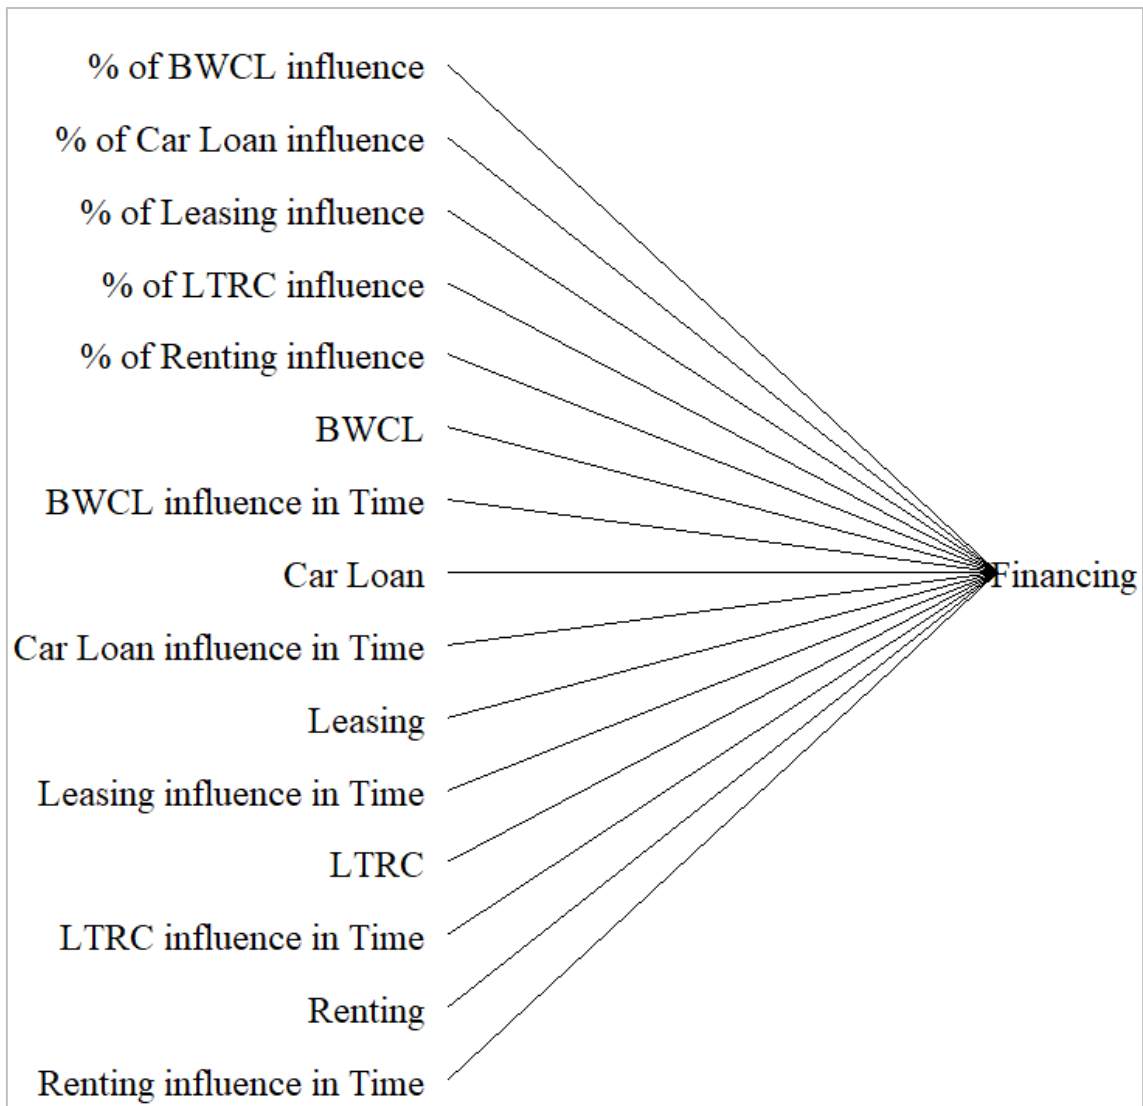 % of BWCL influence
% of Car Loan influence
% of Leasing influence
% of LTRC influence
% of Renting influence
BWCL
BWCL influence in Time
Car Loan
Financing
Car Loan influence in Time
Leasing
Leasing influence in Time
LTRC
LTRC influence in Time
Renting
Renting influence in Time